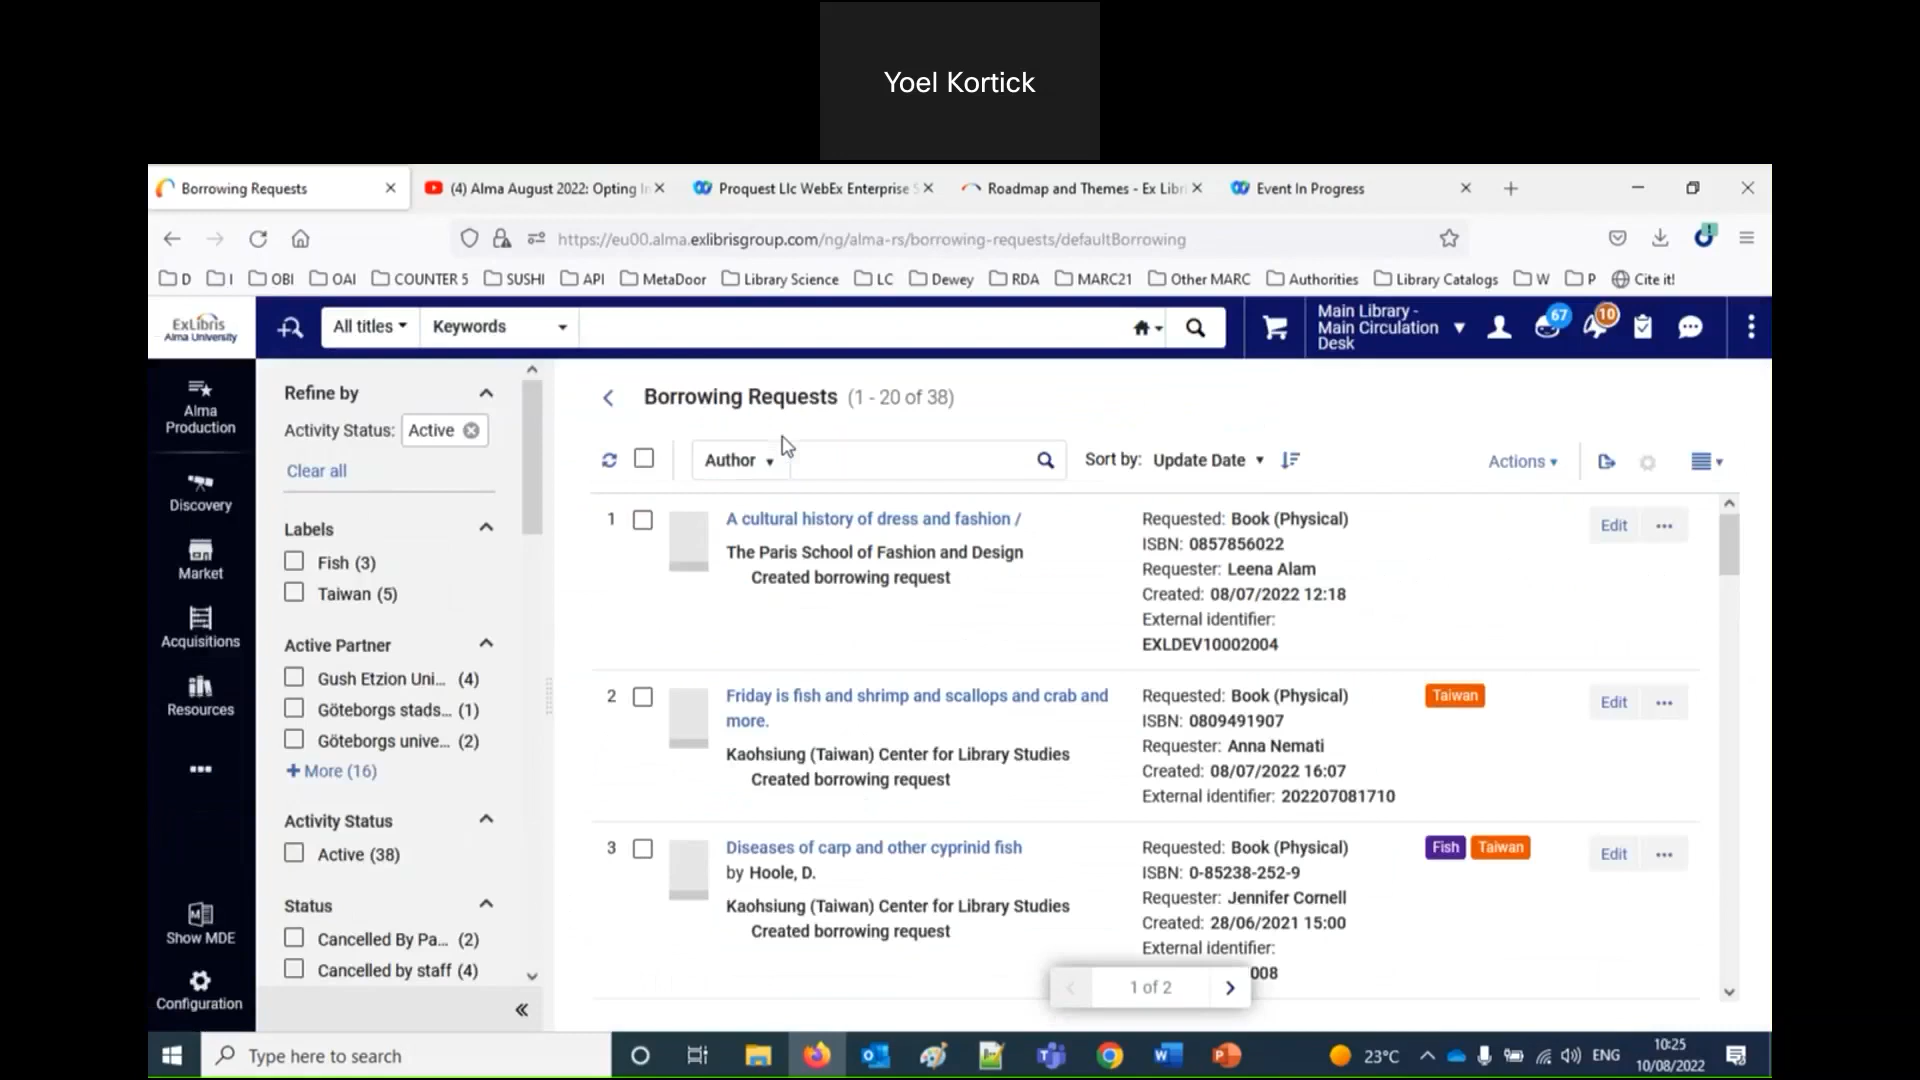 Yoel Kortick
Borrowing Requests
(4) Alma August 2022: Opting In
Proquest Llc WebEx Enterprise S
Roadmap and Themes - Ex Libri
Event In Progress
https://eu00.alma.exlibrisgroup.com/ng/alma-rs/borrowing-requests/defaultBorrowing
D I OBI OAI COUNTER 5 SUSHI API MetaDoor Library Science LC Dewey RDA MARC21 Other MARC Authorities Library Catalogs W P Cite it!
ExLibris
Alma University
All titles
Keywords
Main Library -
Main Circulation
Desk
67
10
Alma
Production
Discovery
Market
Acquisitions
Resources
Show MDE
Configuration
Refine by
Activity Status: Active
Clear all
Labels
Fish (3)
Taiwan (5)
Active Partner
Gush Etzion Uni... (4)
Göteborgs stads... (1)
Göteborgs unive... (2)
+ More (16)
Activity Status
Active (38)
Status
Cancelled By Pa... (2)
Cancelled by staff (4)
Borrowing Requests (1 - 20 of 38)
Author
Sort by: Update Date
Actions
1
A cultural history of dress and fashion /
The Paris School of Fashion and Design
Created borrowing request
Requested: Book (Physical)
ISBN: 0857856022
Requester: Leena Alam
Created: 08/07/2022 12:18
External identifier:
EXLDEV10002004
Edit
2
Friday is fish and shrimp and scallops and crab and
more.
Kaohsiung (Taiwan) Center for Library Studies
Created borrowing request
Requested: Book (Physical)
ISBN: 0809491907
Requester: Anna Nemati
Created: 08/07/2022 16:07
External identifier: 202207081710
Taiwan
Edit
3
Diseases of carp and other cyprinid fish
by Hoole, D.
Kaohsiung (Taiwan) Center for Library Studies
Created borrowing request
Requested: Book (Physical)
ISBN: 0-85238-252-9
Requester: Jennifer Cornell
Created: 28/06/2021 15:00
External identifier:
008
Fish Taiwan
Edit
1 of 2
Type here to search
23°C
ENG
10:25
10/08/2022